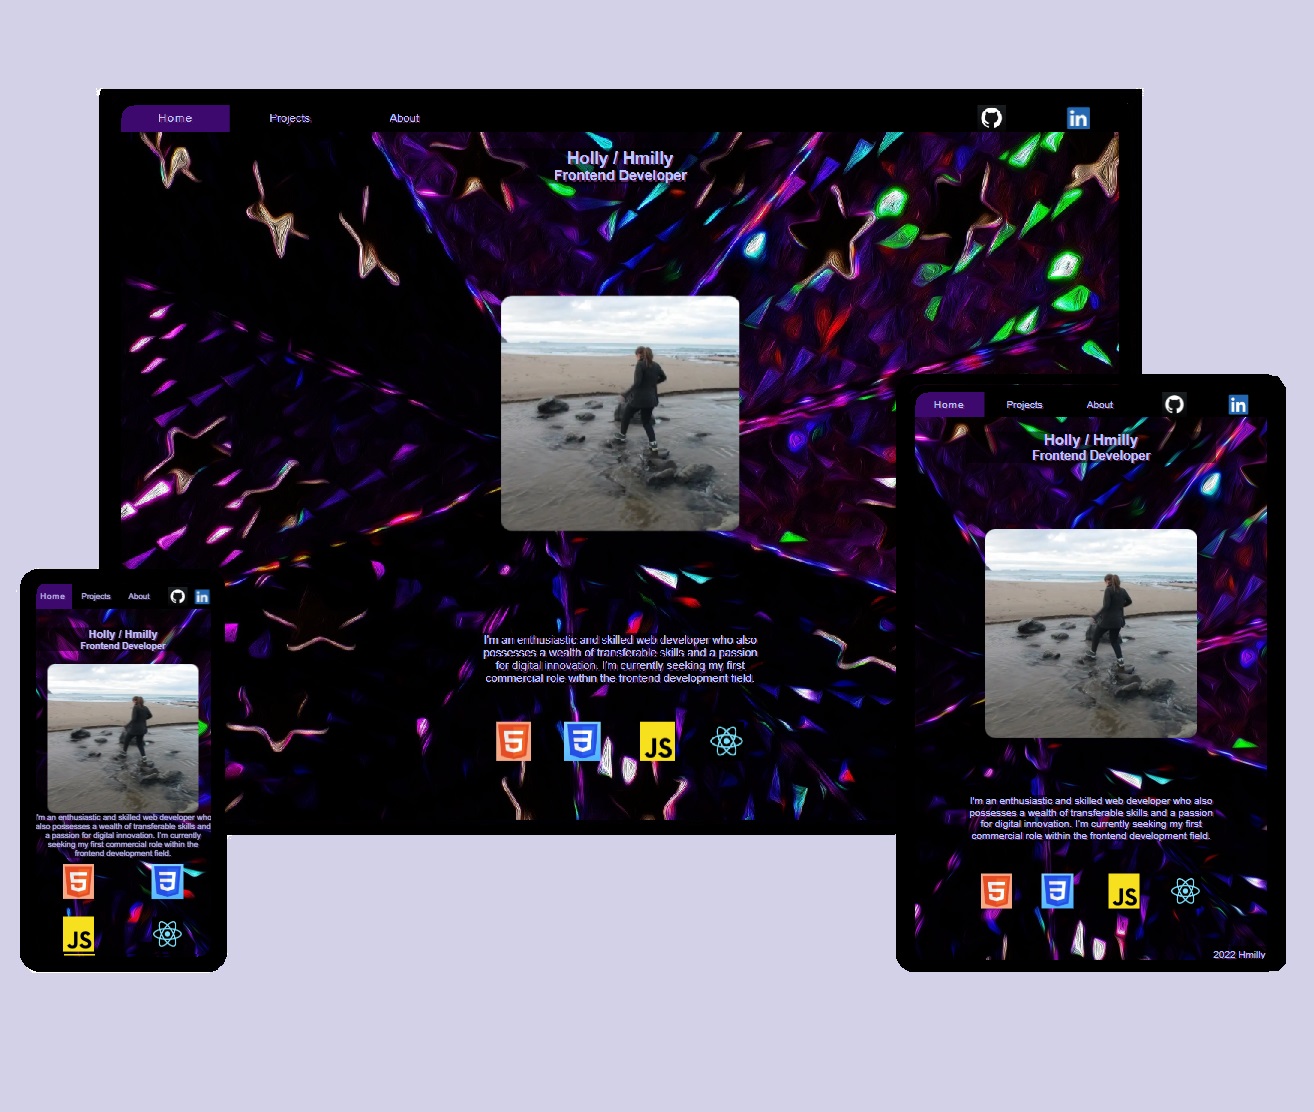 Home Projects About
Holly / Hmilly
Frontend Developer
I'm an enthusiastic and skilled web developer who also
possesses a wealth of transferable skills and a passion
for digital innovation. I'm currently seeking my first
commercial role within the frontend development field.
5 3 JS
in
Home Projects About in
Holly / Hmilly
Frontend Developer
I'm an enthusiastic and skilled web developer who also
possesses a wealth of transferable skills and a passion
for digital innovation. I'm currently seeking my first
commercial role within the frontend development field.
5 3 JS
2022 Hmilly
Home Projects About in
Holly / Hmilly
Frontend Developer
I'm an enthusiastic and skilled web developer who
also possesses a wealth of transferable skills and
a passion for digital innovation. I'm currently
seeking my first commercial role within the
frontend development field.
5 3
JS